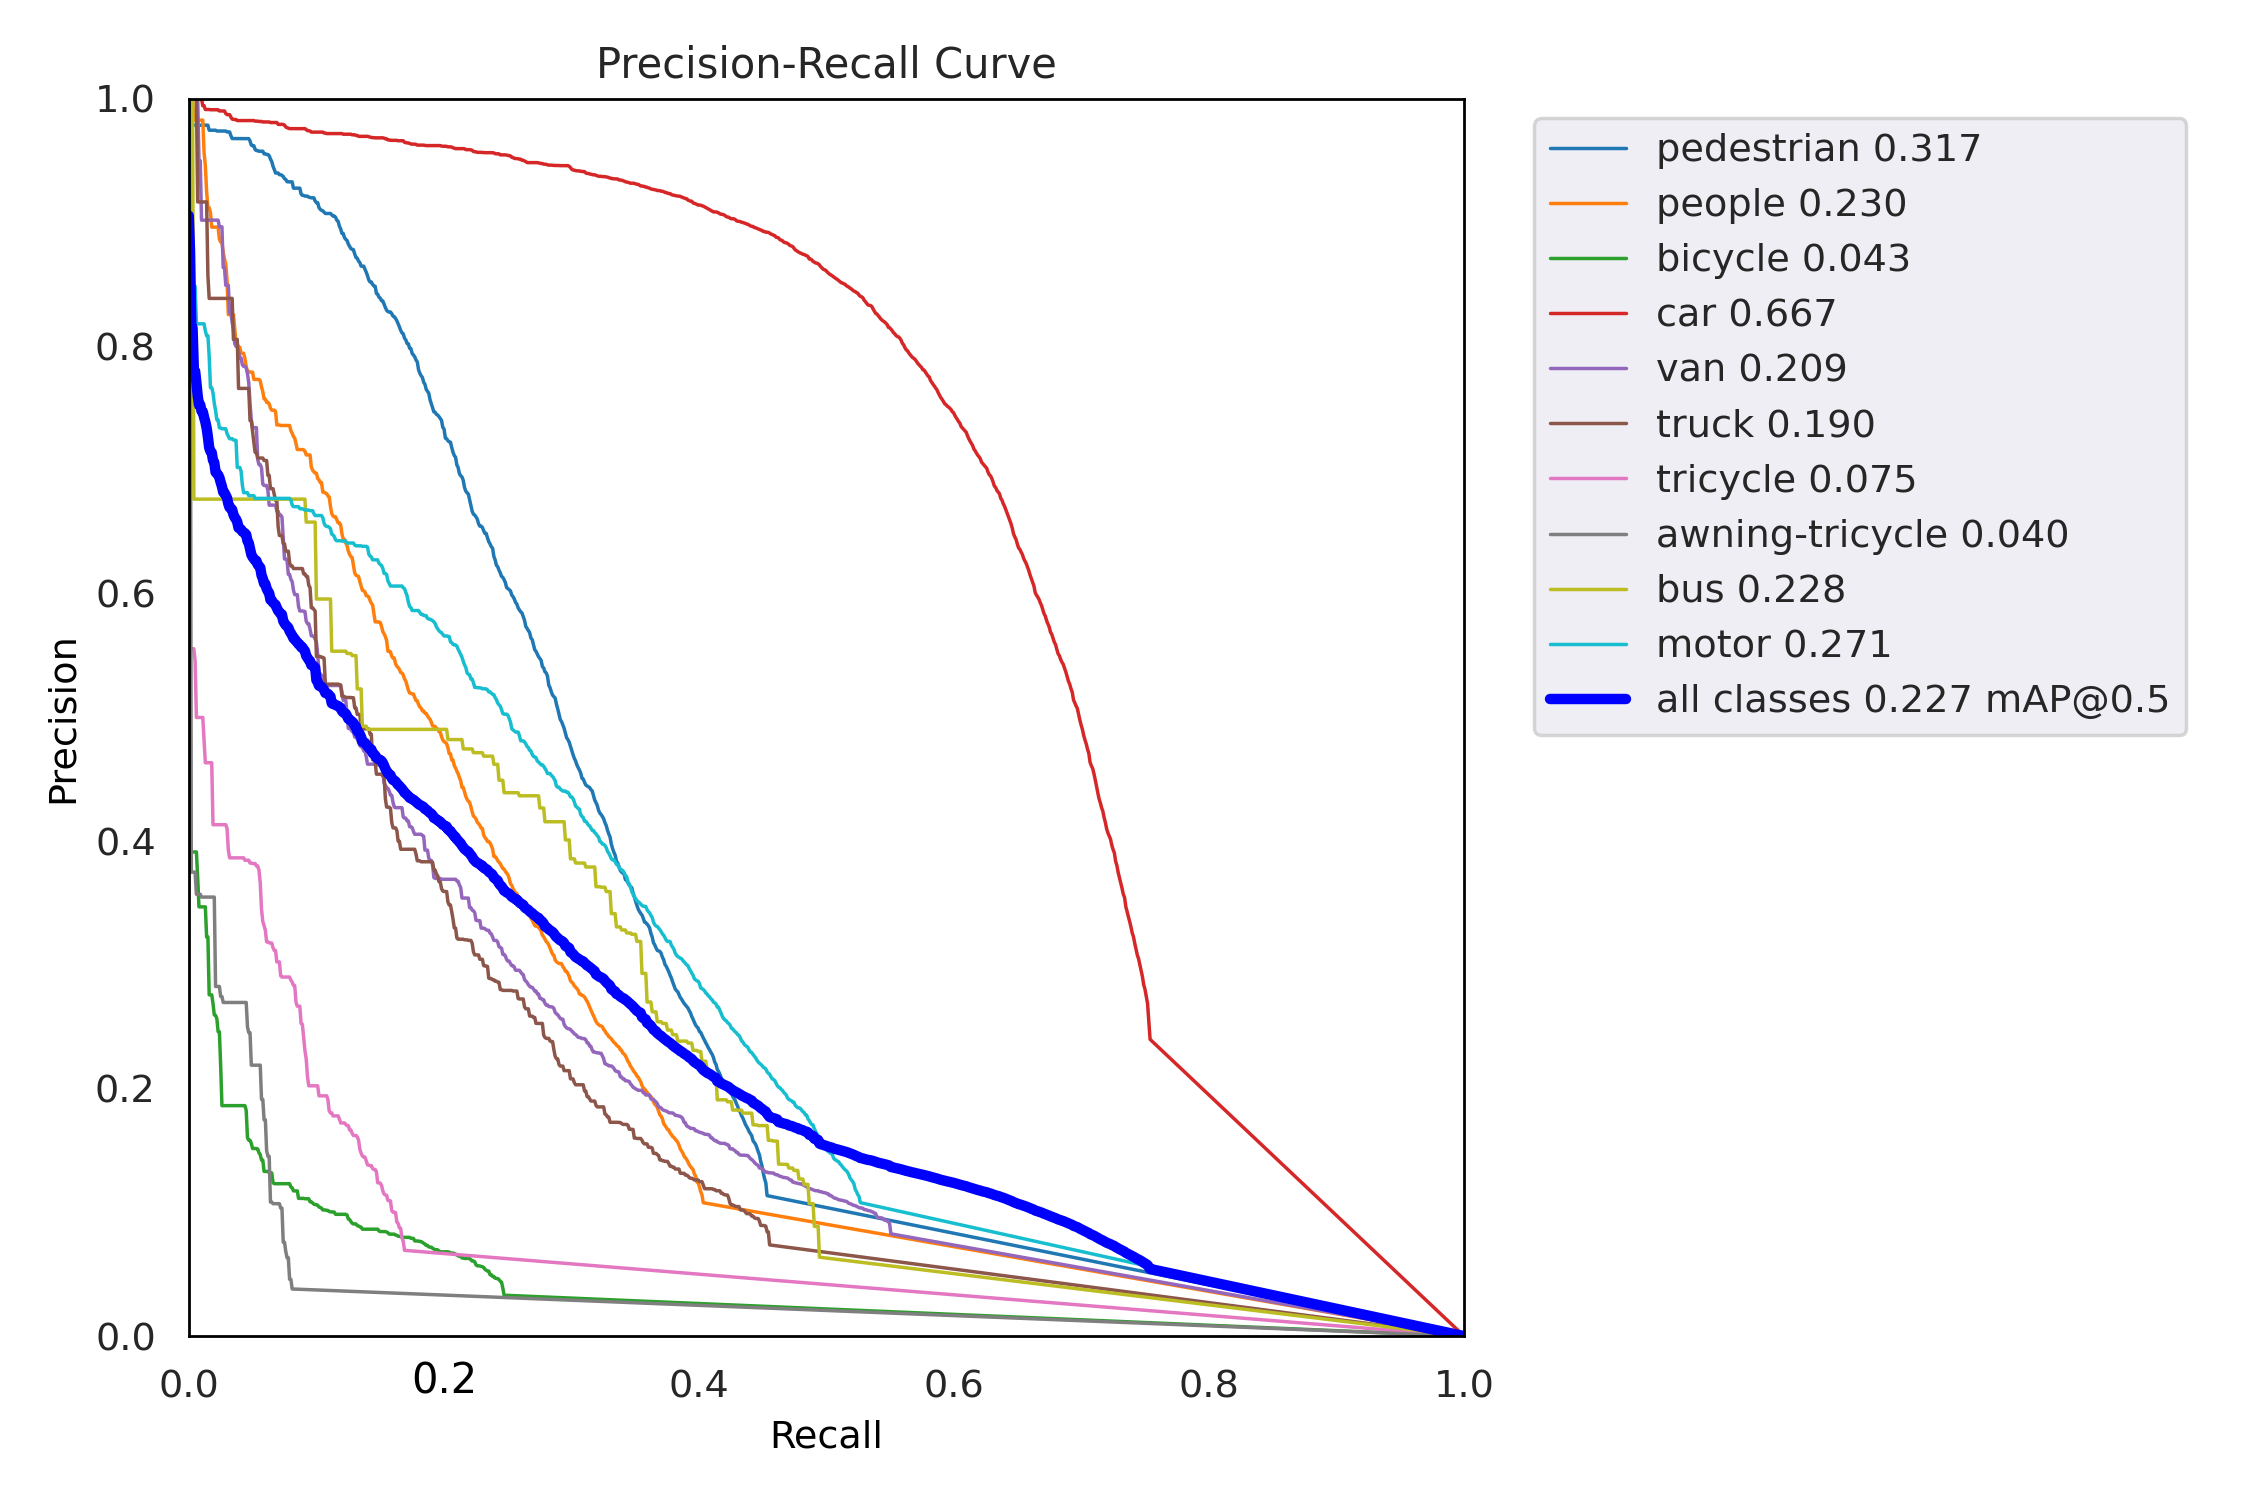 Precision-Recall Curve
1.0
0.8
0.6
0.4
0.2
0.0
Precision
0.0 0.2 0.4 0.6 0.8 1.0
Recall
pedestrian 0.317
people 0.230
bicycle 0.043
car 0.667
van 0.209
truck 0.190
tricycle 0.075
awning-tricycle 0.040
bus 0.228
motor 0.271
all classes 0.227 mAP@0.5